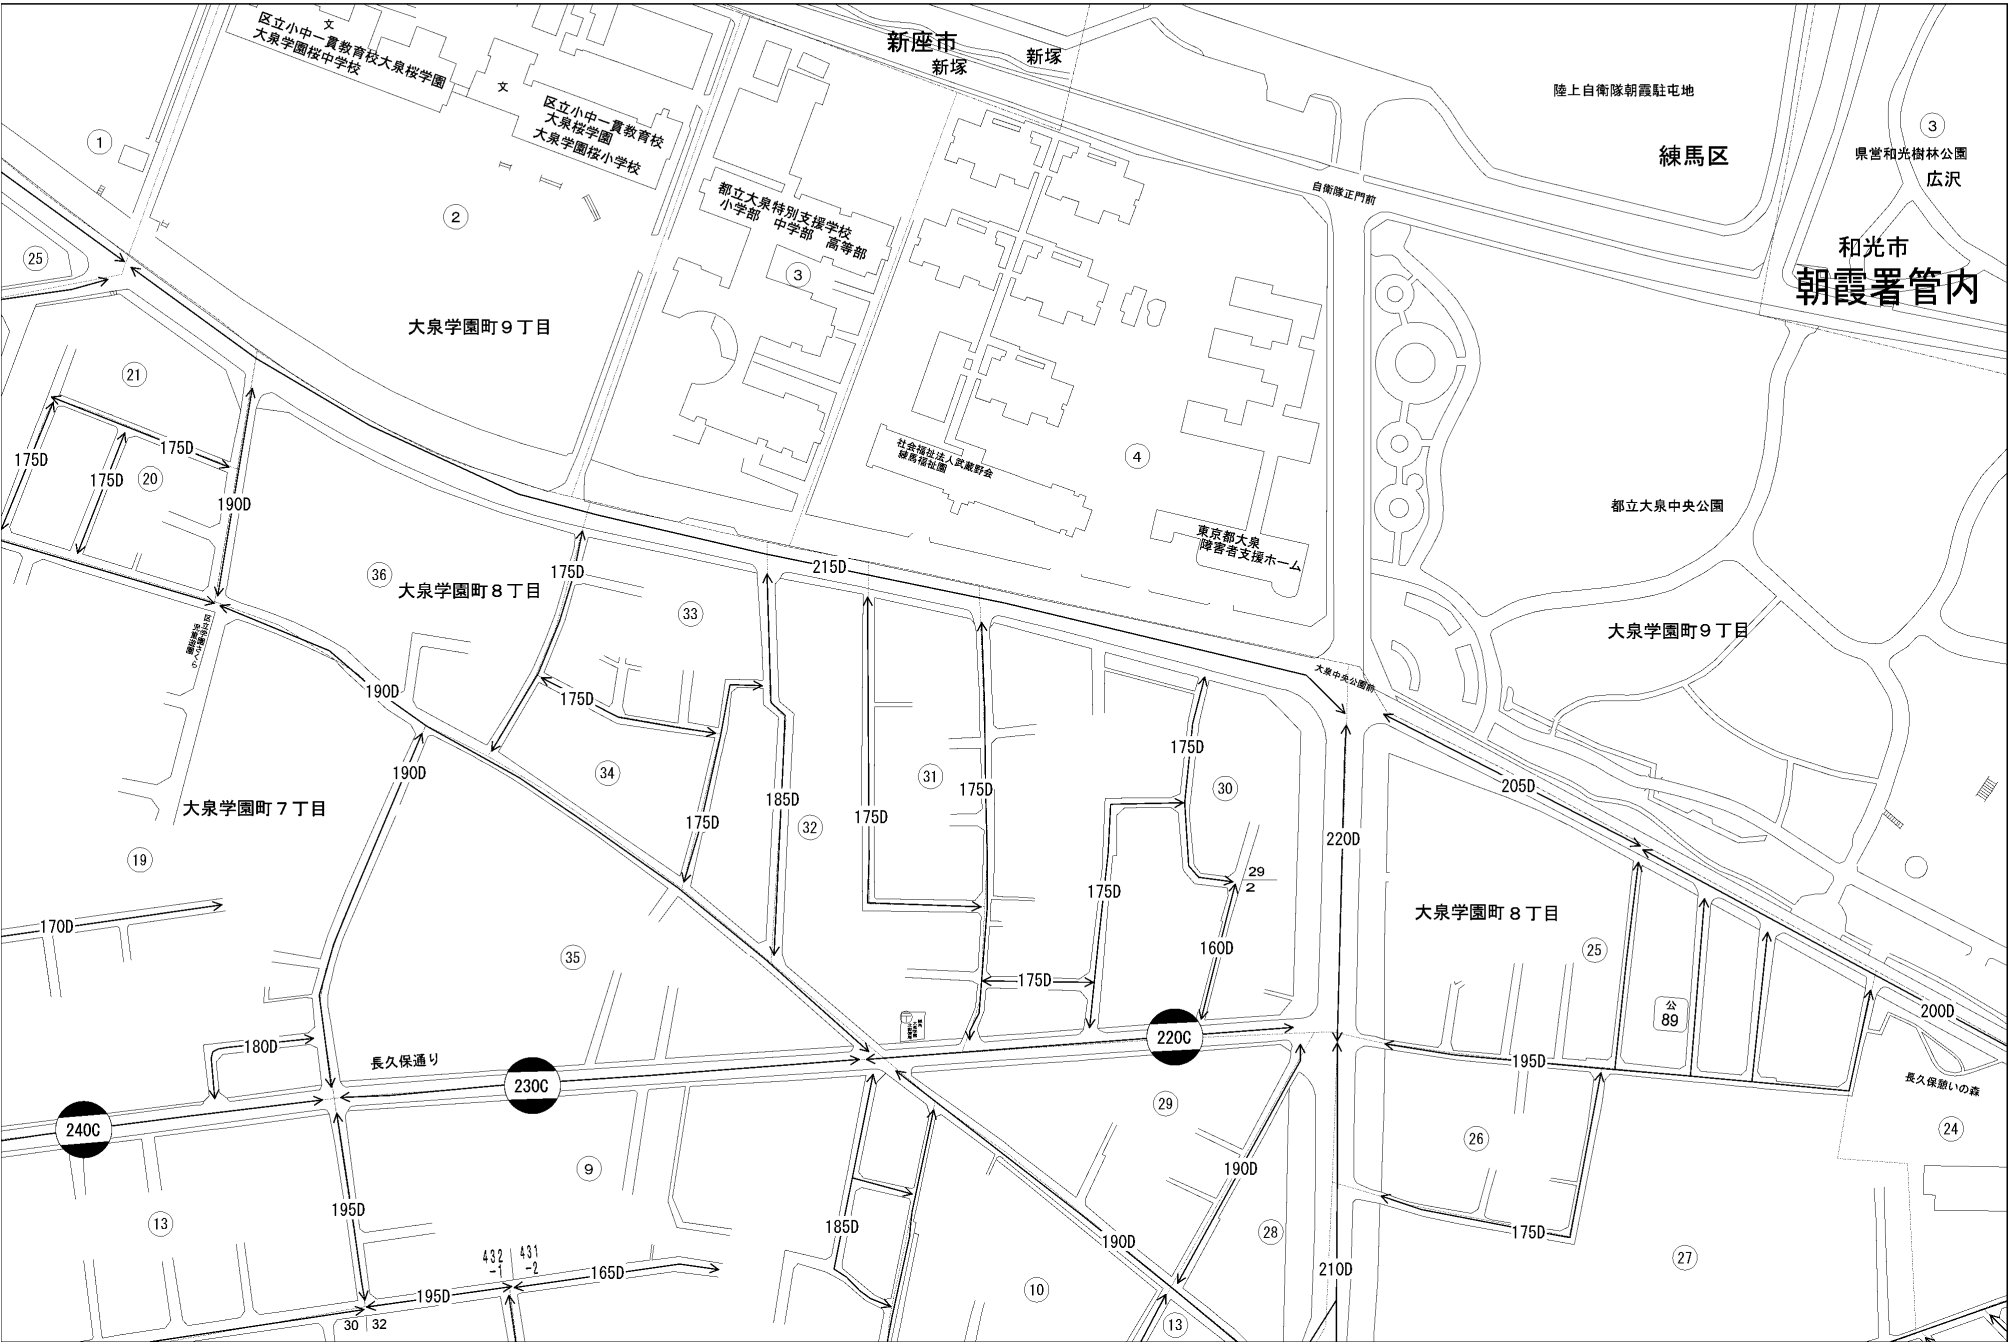 区立小中一貫教育校大泉桜学園
大泉学園桜中学校
文
文
区立小中一貫教育校
大泉桜学園
大泉学園桜小学校
新座市
新塚
新塚
陸上自衛隊朝霞駐屯地
練馬区
3
県営和光樹林公園
広沢
和光市
朝霞署管内
自衛隊正門前
1
2
25
都立大泉特別支援学校
小学部 中学部 高等部
3
大泉学園町9丁目
21
175D
175D
175D
20
190D
社会福祉法人武蔵野会
練馬福祉園
4
東京都大泉
障害者支援ホーム
都立大泉中央公園
大泉学園町9丁目
36
大泉学園町8丁目
175D
215D
33
大泉中央公園前
190D
175D
190D
34
185D
175D
32
31
175D
175D
175D
30
205D
220D
大泉学園町7丁目
19
29
2
175D
160D
170D
35
大泉学園町8丁目
25
公
89
200D
175D
180D
長久保通り
230C
220C
195D
長久保憩いの森
240C
29
26
24
9
13
195D
185D
190D
190D
28
175D
27
432
-1
431
-2
165D
195D
210D
10
13
30
32